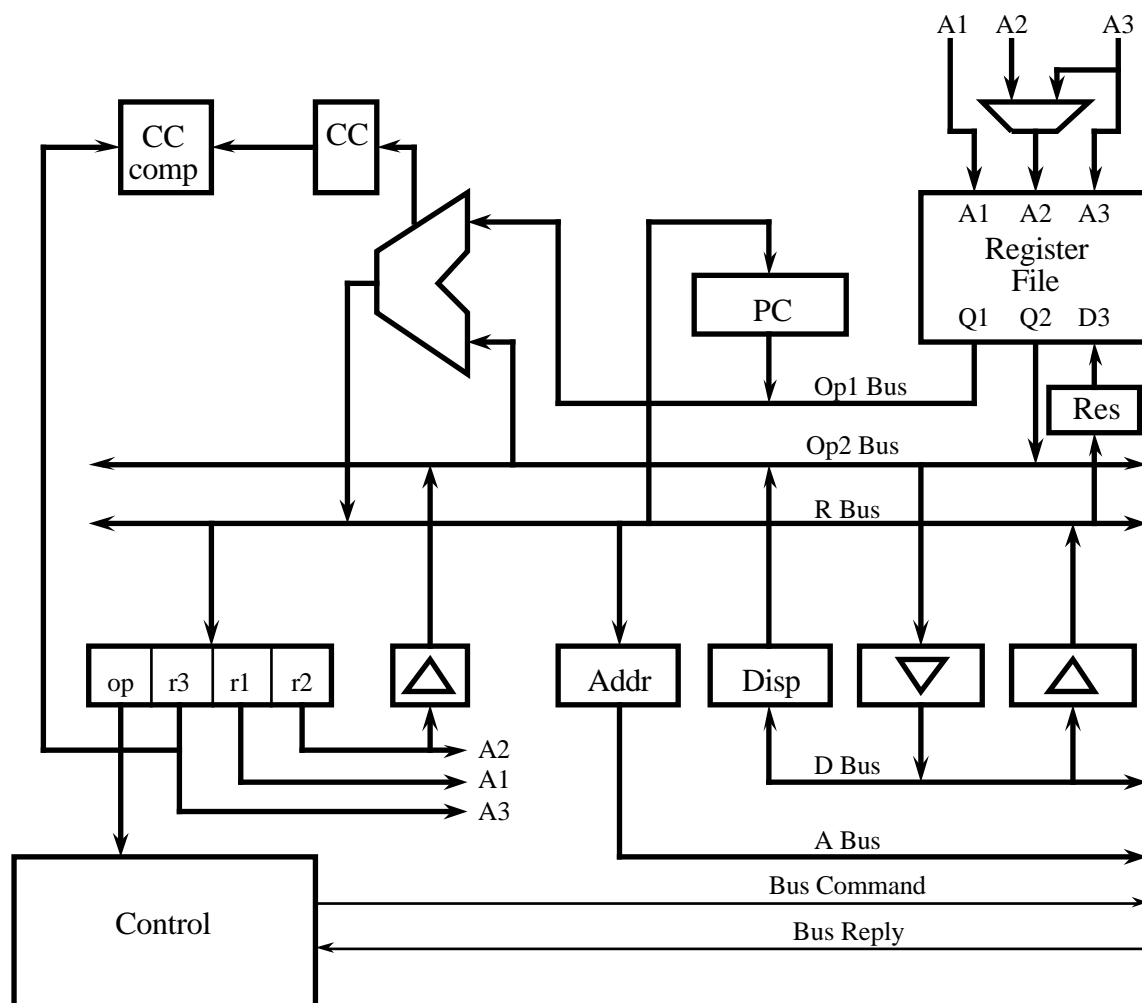 A1 A2 A3
CC
comp
CC
A1 A2 A3
Register
File
Q1 Q2 D3
PC
Op1 Bus
Res
Op2 Bus
R Bus
op r3 r1 r2
Addr
Disp
A2
A1
A3
D Bus
A Bus
Bus Command
Bus Reply
Control